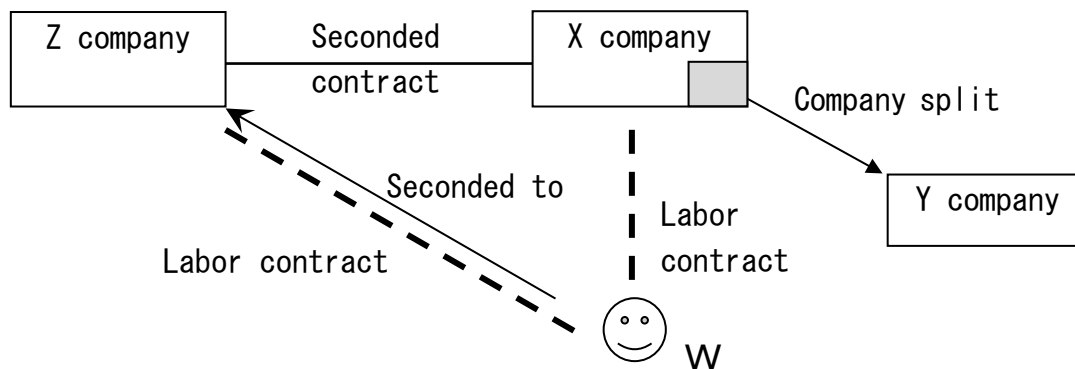 Z company
Seconded
contract
X company
Company split
Y company
Seconded to
Labor contract
Labor
contract
W